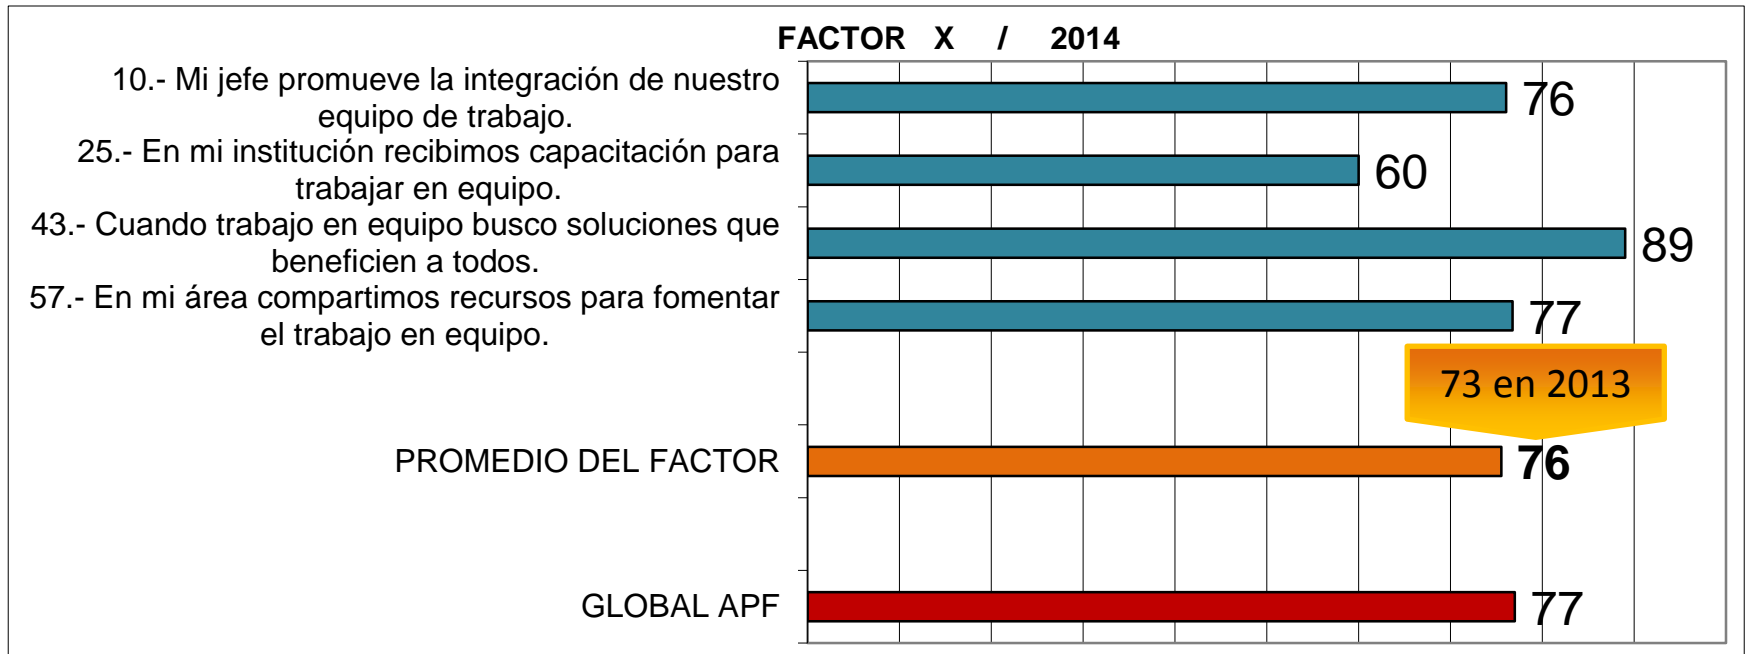 FACTOR X / 2014
10.- Mi jefe promueve la integración de nuestro
equipo de trabajo.
76
25.- En mi institución recibimos capacitación para
trabajar en equipo.
60
43.- Cuando trabajo en equipo busco soluciones que
beneficien a todos.
89
57.- En mi área compartimos recursos para fomentar
el trabajo en equipo.
77
73 en 2013
PROMEDIO DEL FACTOR
76
GLOBAL APF
77